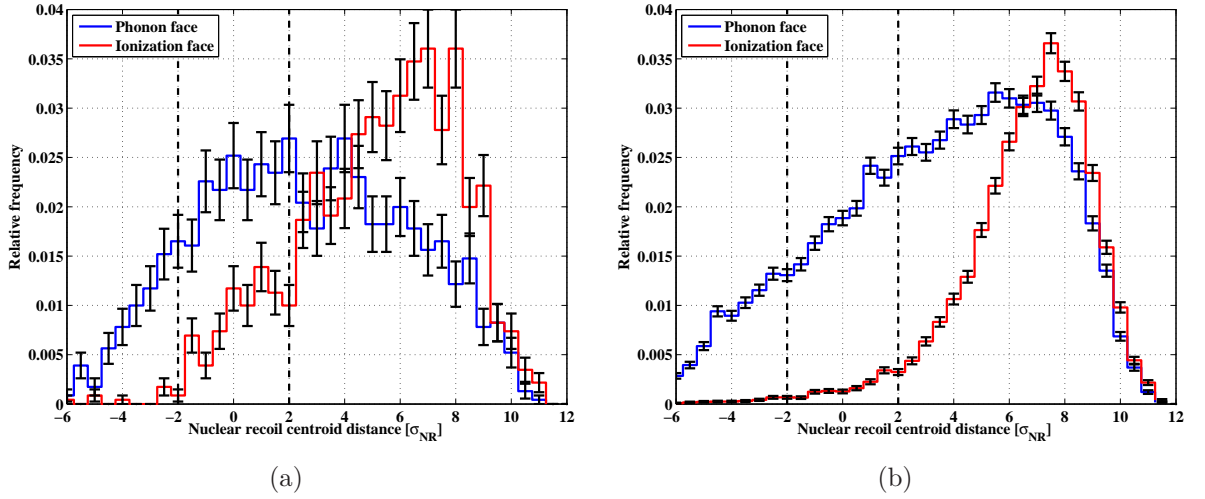 0.04
0.035
0.03
0.025
0.02
0.015
0.01
0.005
0
Relative frequency
Phonon face
Ionization face
−6 −4 −2 0 2 4 6 8 10 12
Nuclear recoil centroid distance [σNR]
(a)
0.04
0.035
0.03
0.025
0.02
0.015
0.01
0.005
0
Relative frequency
Phonon face
Ionization face
−6 −4 −2 0 2 4 6 8 10 12
Nuclear recoil centroid distance [σNR]
(b)